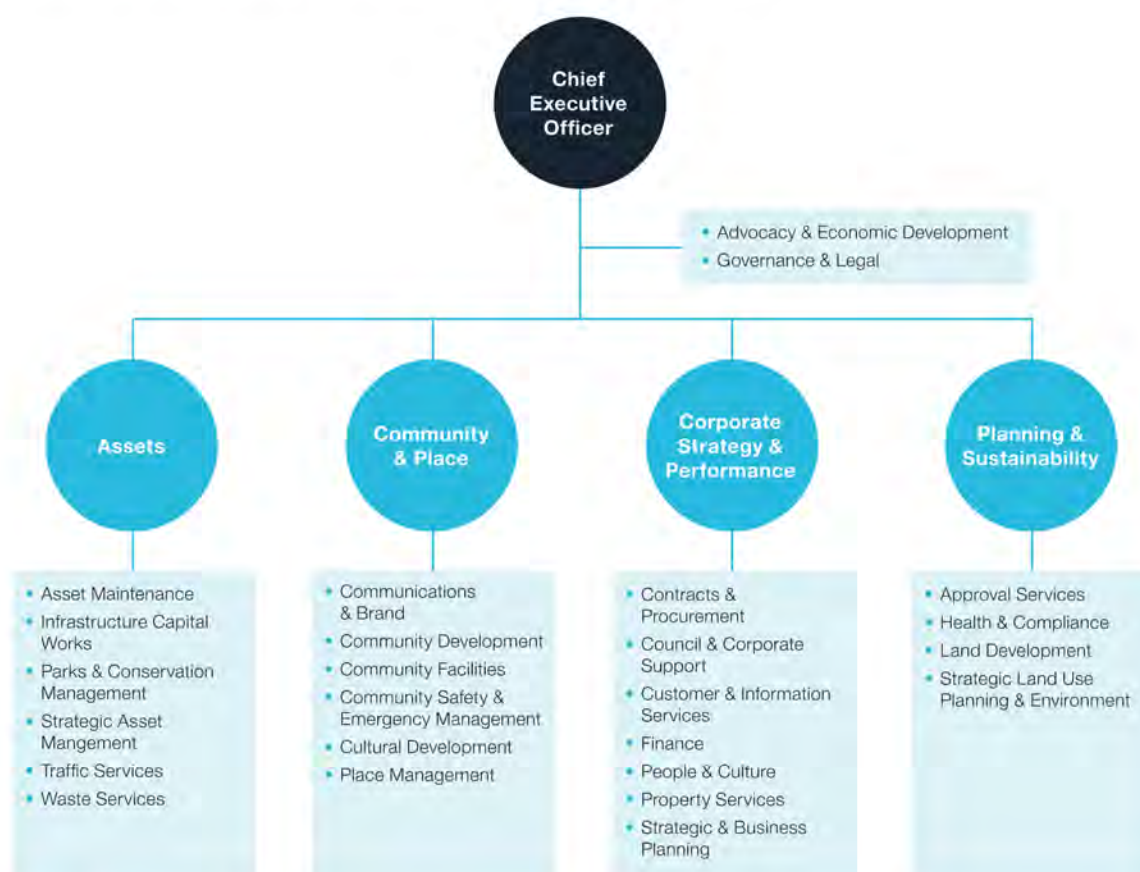 Chief
Executive
Officer
• Advocacy & Economic Development
• Governance & Legal
Assets
Community
& Place
Corporate
Strategy &
Performance
Planning &
Sustainability
• Asset Maintenance
• Infrastructure Capital
Works
• Parks & Conservation
Management
• Strategic Asset
Mangement
• Traffic Services
• Waste Services
• Communications
& Brand
• Community Development
• Community Facilities
• Community Safety &
Emergency Management
• Cultural Development
• Place Management
• Contracts &
Procurement
• Council & Corporate
Support
• Customer & Information
Services
• Finance
• People & Culture
• Property Services
• Strategic & Business
Planning
• Approval Services
• Health & Compliance
• Land Development
• Strategic Land Use
Planning & Environment